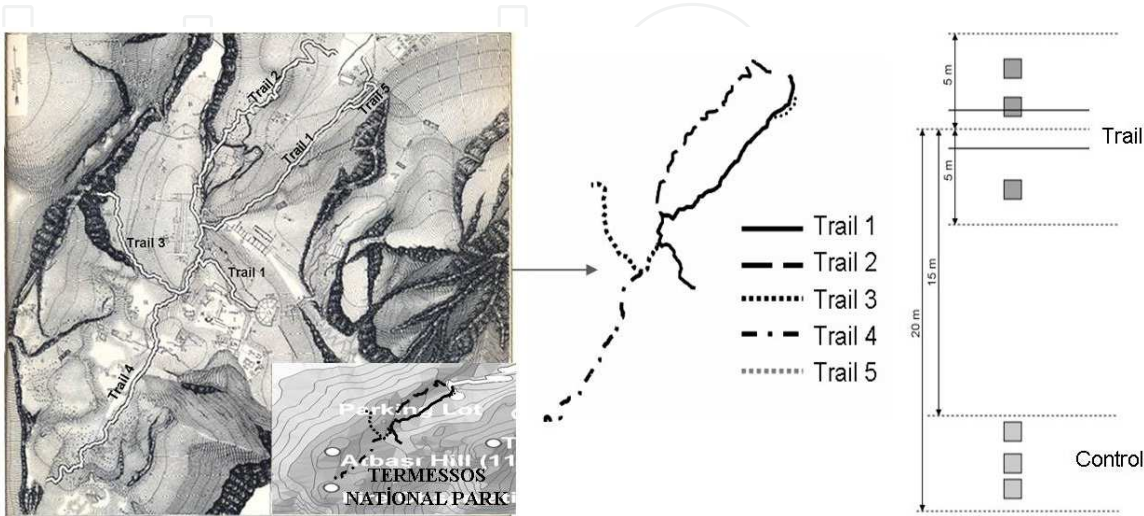 Trail 2
Trail 5
Trail 1
Trail 3
Trail 1
Trail 4
Parking Lot
TERMESSOS
NATİONAL PARK
Trail 1
Trail 2
Trail 3
Trail 4
Trail 5
5 m
Trail
5 m
15 m
20 m
Control